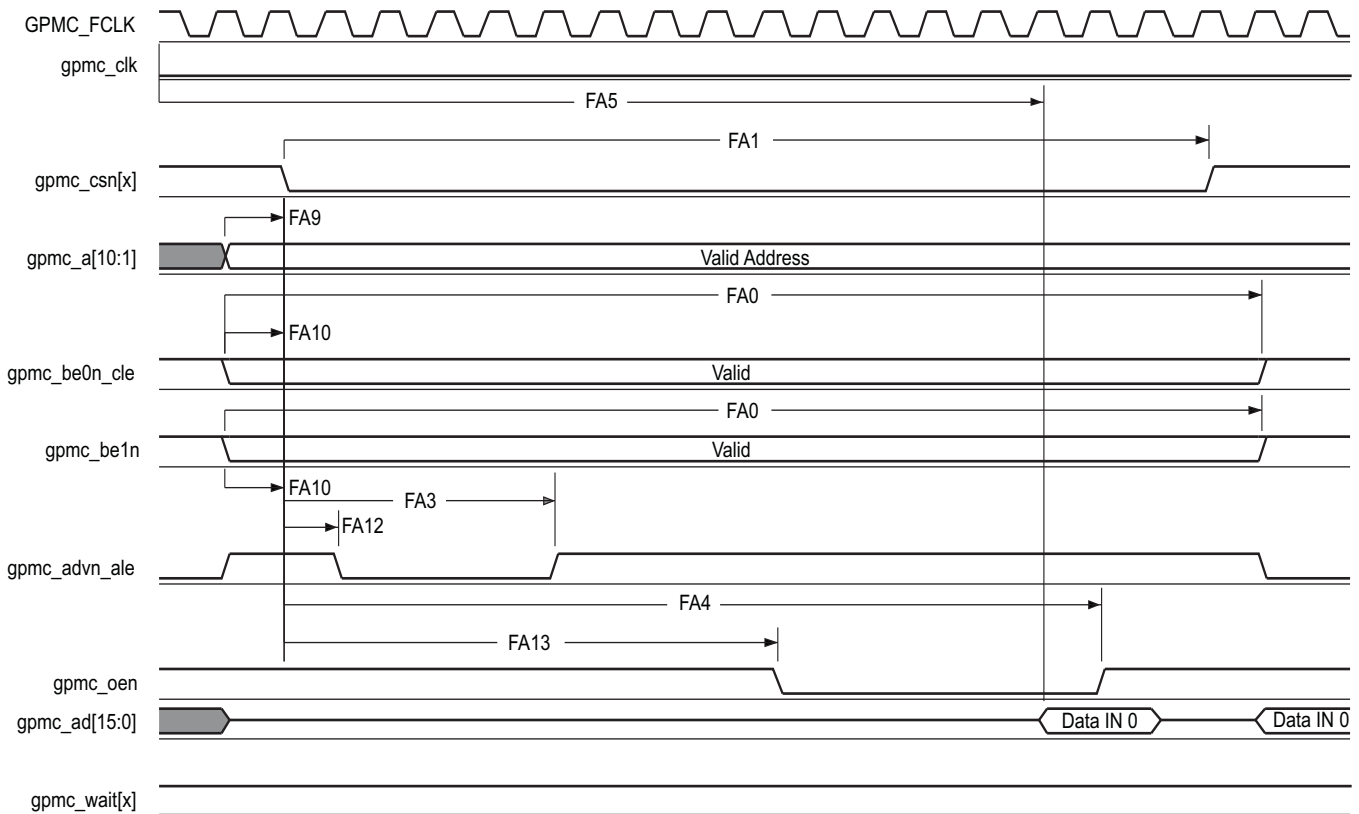 GPMC_FCLK
gpmc_clk
FA5
FA1
gpmc_csn[x]
FA9
gpmc_a[10:1]
Valid Address
FA0
FA10
gpmc_be0n_cle
Valid
FA0
gpmc_be1n
Valid
FA10
FA3
FA12
gpmc_advn_ale
FA4
FA13
gpmc_oen
gpmc_ad[15:0]
Data IN 0
Data IN 0
gpmc_wait[x]